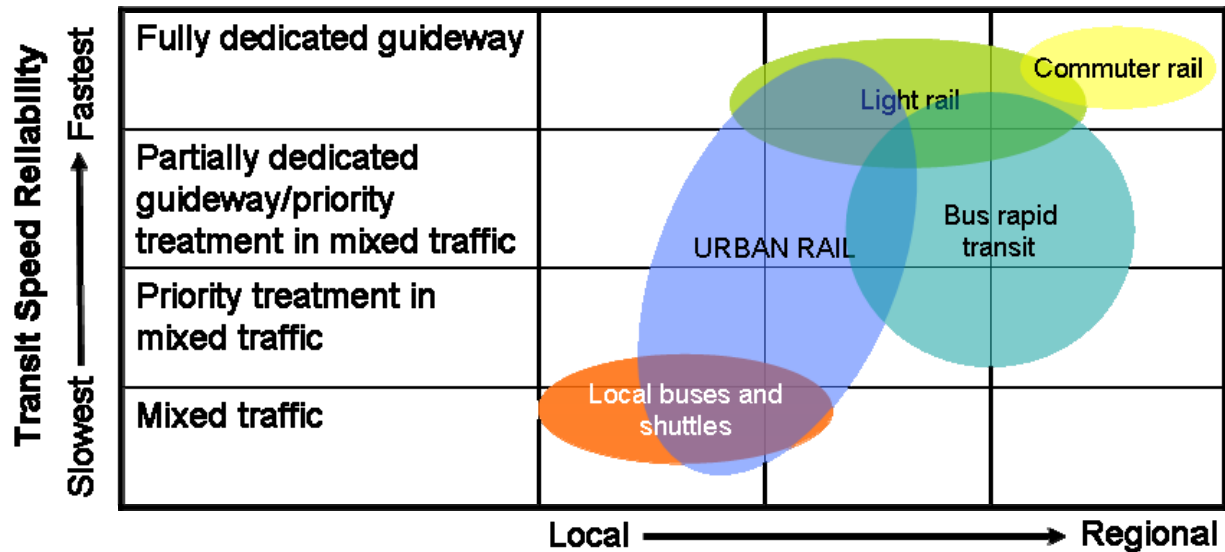 Transit Speed Reliability
Slowest
Fastest
Fully dedicated guideway
Partially dedicated
guideway/priority
treatment in mixed traffic
Priority treatment in
mixed traffic
Mixed traffic
Commuter rail
Light rail
Bus rapid
transit
URBAN RAIL
Local buses and
shuttles
Local
Regional